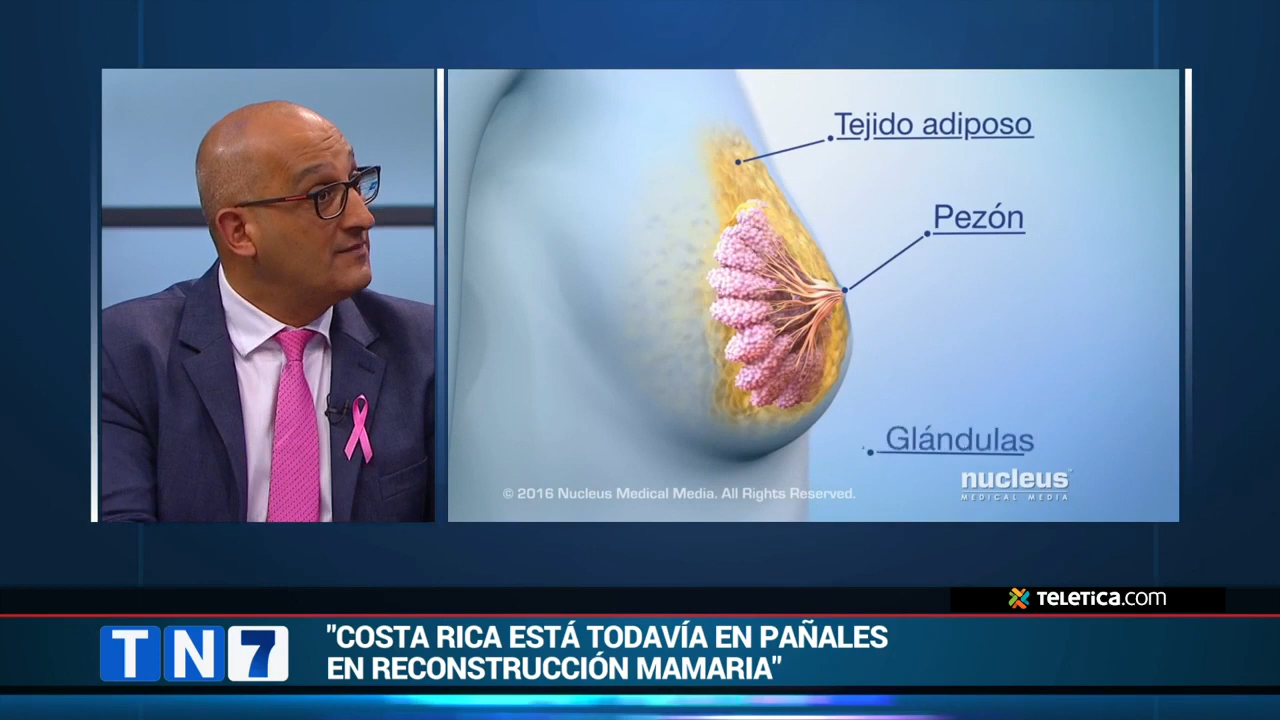 Tejido adiposo
Pezón
Glándulas
nucleus
MEDICAL MEDIA
© 2016 Nucleus Medical Media. All Rights Reserved.
TELETICA.com
TN7
"COSTA RICA ESTÁ TODAVÍA EN PAÑALES
EN RECONSTRUCCIÓN MAMARIA"